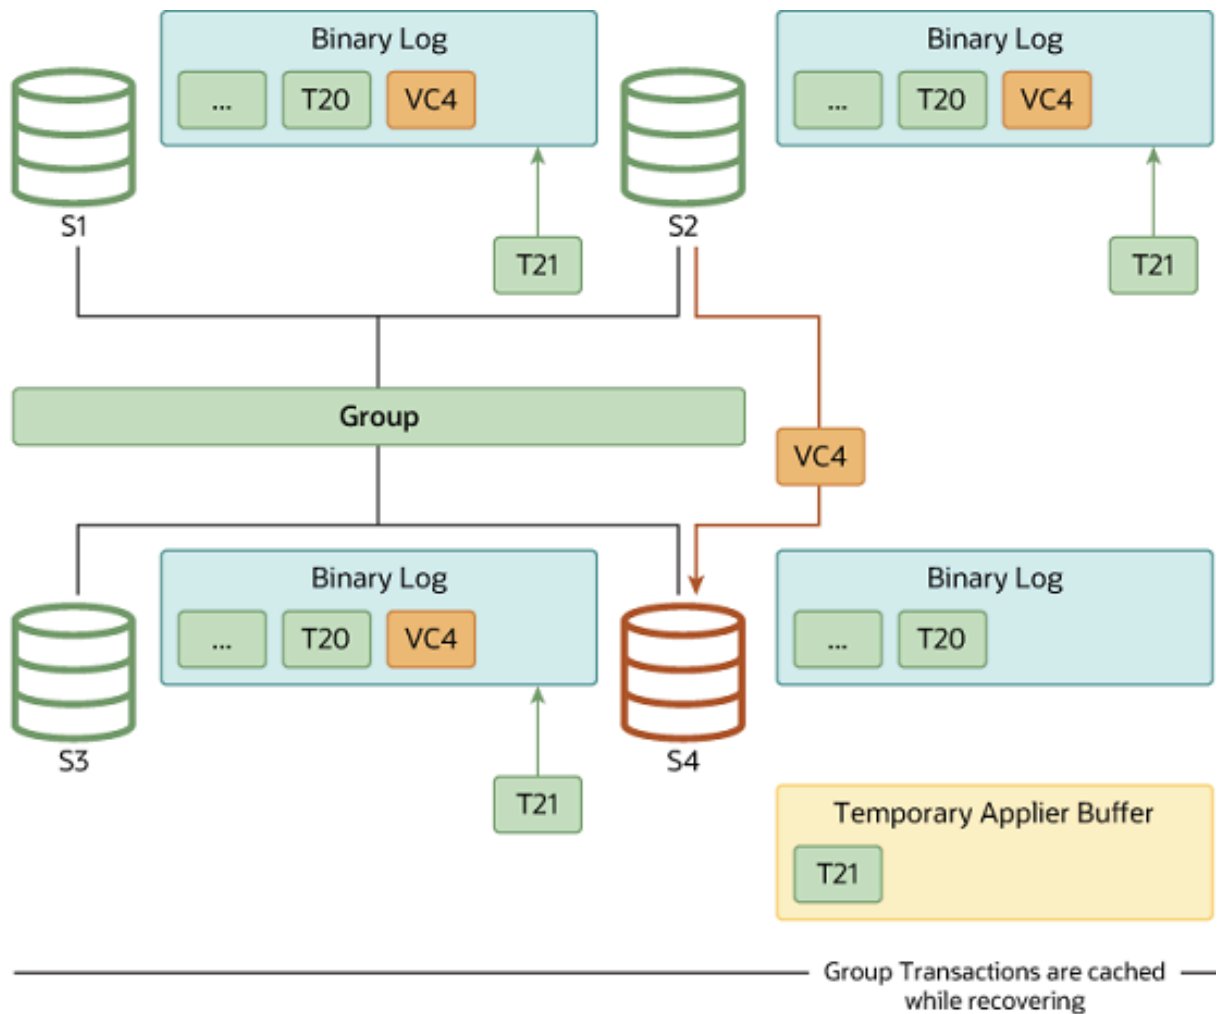 Binary Log
... T20 VC4
S1
T21
Binary Log
... T20 VC4
S2
T21
Group
VC4
Binary Log
... T20 VC4
S3
T21
Binary Log
... T20
S4
Temporary Applier Buffer
T21
Group Transactions are cached
while recovering